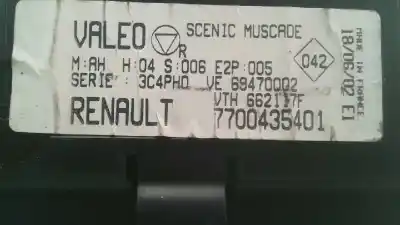 VALEO R SCENIC MUSCADE
M:AH H:04 S:006 E2P:005
SERIE : 3C4PHD VE 69470002
VTH 662117F
RENAULT 7700435401
042
MADE IN FRANCE
18/06/02 E1